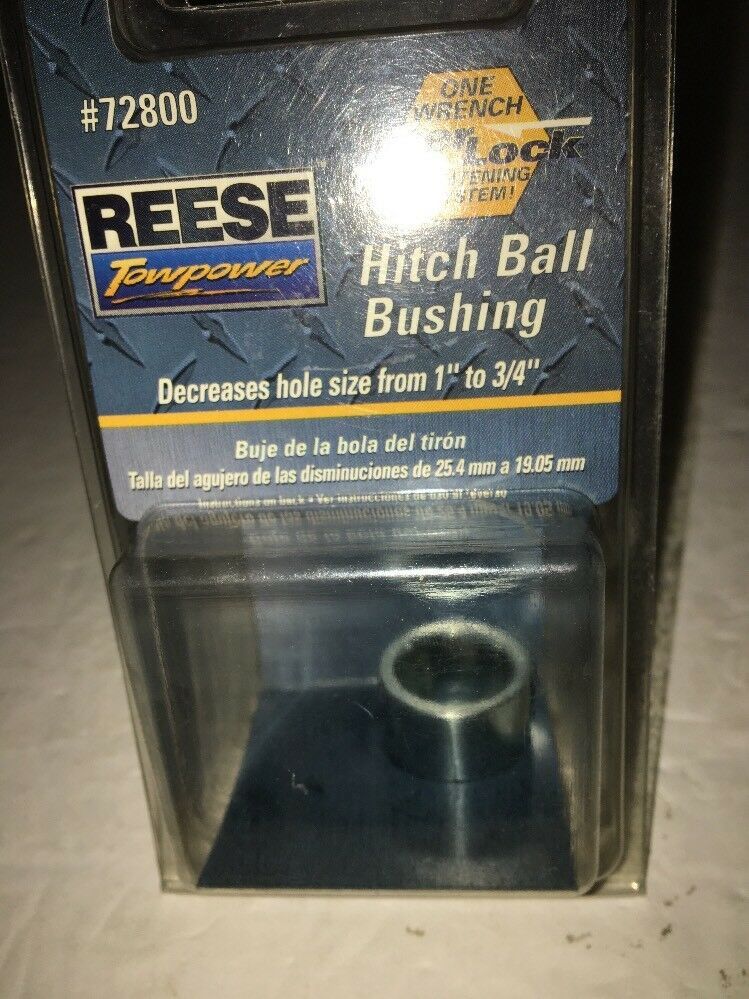 #72800
ONE
WRENCH
Lock
REESE
Towpower
Hitch Ball
Bushing
Decreases hole size from 1" to 3/4"
Buje de la bola del tirón
Talla del agujero de las disminuciones de 25.4 mm a 19.05 mm